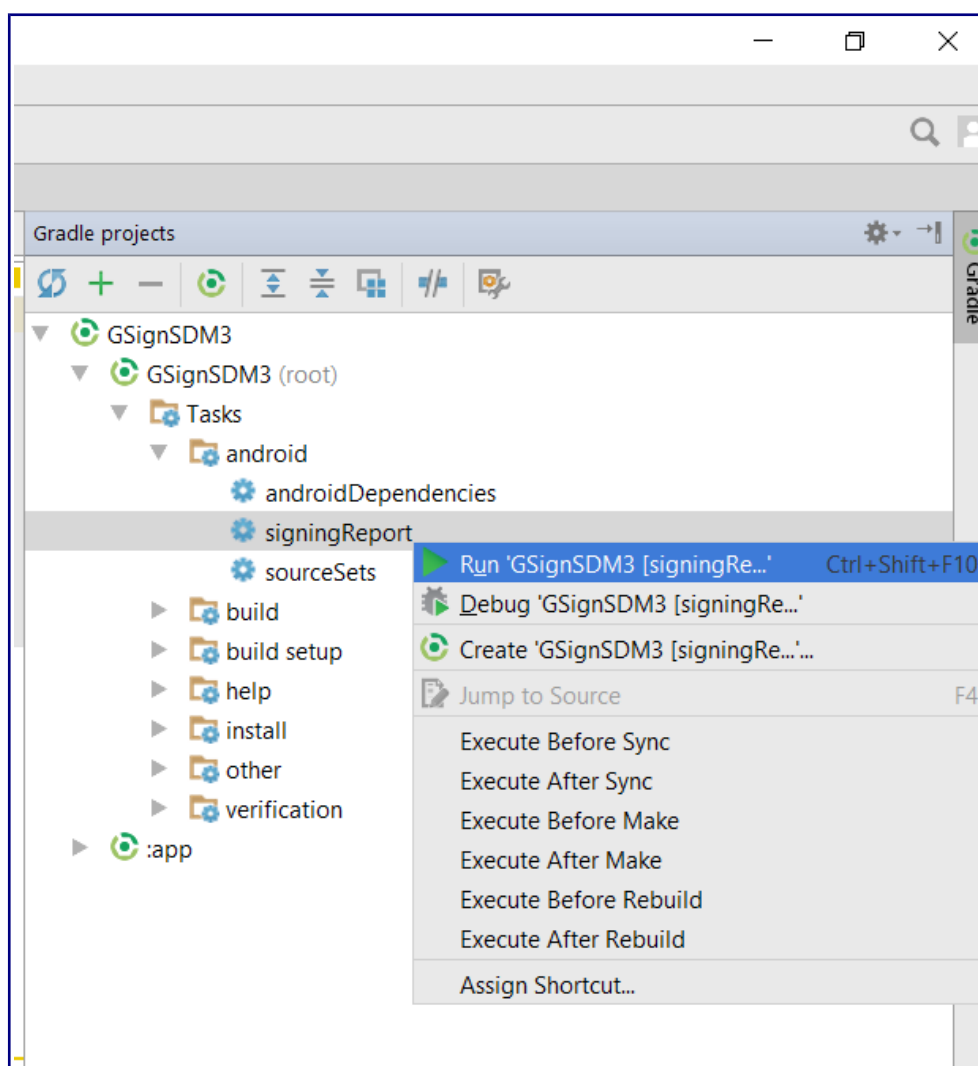 Gradle projects
Gradle
GSignSDM3
GSignSDM3 (root)
Tasks
android
androidDependencies
signingReport
sourceSets
build
build setup
help
install
other
verification
:app
Run 'GSignSDM3 [signingRe...' Ctrl+Shift+F10
Debug 'GSignSDM3 [signingRe...'
Create 'GSignSDM3 [signingRe...'...
Jump to Source F4
Execute Before Sync
Execute After Sync
Execute Before Make
Execute After Make
Execute Before Rebuild
Execute After Rebuild
Assign Shortcut...